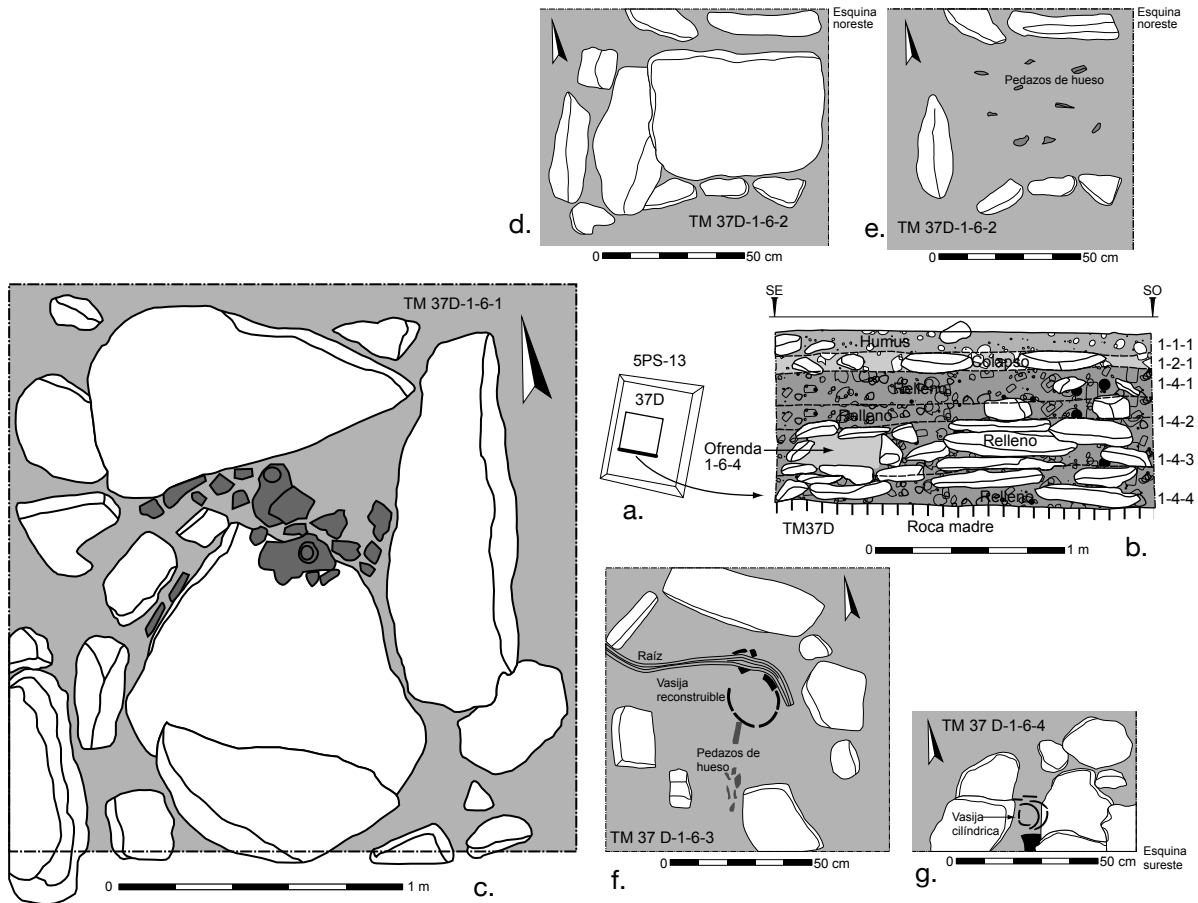 Esquina
noreste
TM 37D-1-6-2
d.
0 50 cm
Esquina
noreste
Pedazos de hueso
TM 37D-1-6-2
e.
0 50 cm
TM 37D-1-6-1
0 1 m
c.
5PS-13
37D
a.
SE
SO
Humus
1-1-1
Colapso
1-2-1
Relleno
1-4-1
Relleno
1-4-2
Ofrenda
1-6-4
Relleno
1-4-3
Relleno
1-4-4
TM37D
Roca madre
b.
0 1 m
Raíz
Vasija
reconstruible
Pedazos de
hueso
TM 37 D-1-6-3
0 50 cm
f.
TM 37 D-1-6-4
Vasija
cilíndrica
Esquina
sureste
0 50 cm
g.